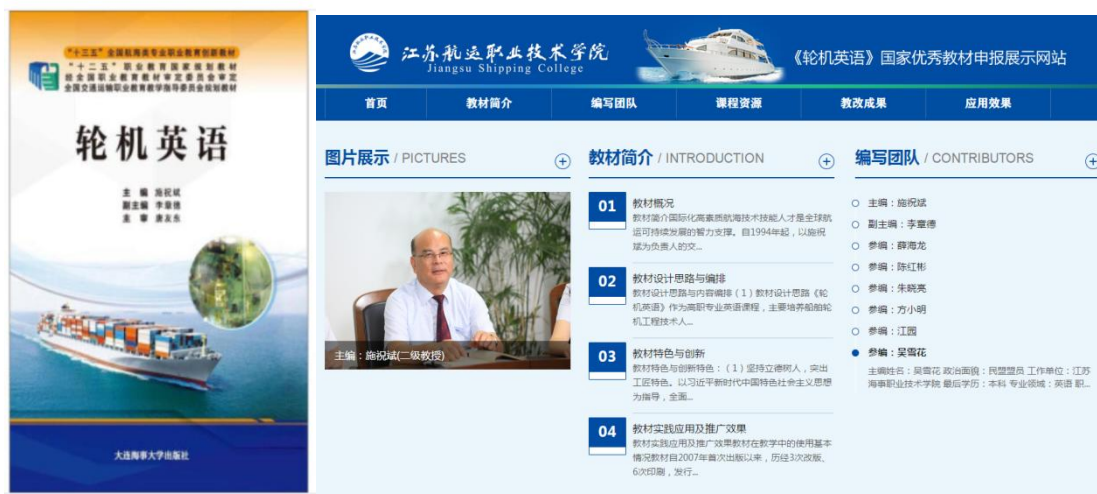 "十三五"全国航海类专业职业教育创新教材
"十二五"职业教育国家规划教材
经全国职业教育教材审定委员会审定
全国交通运输职业教育教学指导委员会规划教材
轮机英语
主 编 施祝斌
副主编 李章德
主 审 唐友东
大连海事大学出版社
江苏航运职业技术学院
Jiangsu Shipping College
《轮机英语》国家优秀教材申报展示网站
首页 教材简介 编写团队 课程资源 教改成果 应用效果
图片展示 / PICTURES
主编:施祝斌(二级教授)
教材简介 / INTRODUCTION
01 教材概况
教材简介国际化高素质航海技术技能人才是全球航
运可持续发展的智力支撑。自1994年起,以施祝
斌为负责人的交...
02 教材设计思路与编排
教材设计思路与内容编排(1)教材设计思路《轮
机英语》作为高职专业英语课程,主要培养船舶轮
机工程技术人...
03 教材特色与创新
教材特色与创新特色:(1)坚持立德树人,突出
工匠特色。以习近平新时代中国特色社会主义思想
为指导,全面...
04 教材实践应用及推广效果
教材实践应用及推广效果教材在教学中的使用基本
情况教材自2007年首次出版以来,历经3次改版、
6次印刷,发行...
编写团队 / CONTRIBUTORS
主编:施祝斌
副主编:李章德
参编:薛海龙
参编:陈红彬
参编:朱晓亮
参编:方小明
参编:江园
参编:吴雪花
主编姓名:吴雪花 政治面貌:民盟盟员 工作单位:江苏
海事职业技术学院 最后学历:本科 专业领域:英语 职...